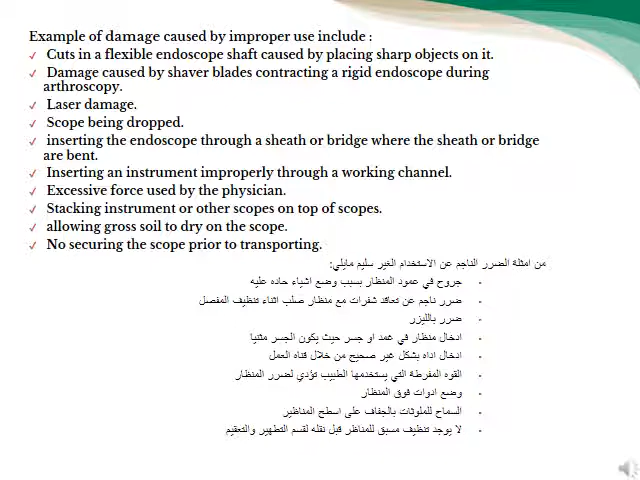 Example of damage caused by improper use include :
✓ Cuts in a flexible endoscope shaft caused by placing sharp objects on it.
✓ Damage caused by shaver blades contracting a rigid endoscope during
arthroscopy.
✓ Laser damage.
✓ Scope being dropped.
✓ inserting the endoscope through a sheath or bridge where the sheath or bridge
are bent.
✓ Inserting an instrument improperly through a working channel.
✓ Excessive force used by the physician.
✓ Stacking instrument or other scopes on top of scopes.
✓ allowing gross soil to dry on the scope.
✓ No securing the scope prior to transporting.
من امثلة الضرر الناجم عن الاستخدام الغير سليم مايلي:
• جروح في عمود المنظار بسبب وضع اشياء حاده عليه
• ضرر ناجم عن تعاقد شفرات مع منظار صلب اثناء تنظيف المفصل
• ضرر بالليزر
• ادخال منظار في غمد او جسر حيث يكون الجسر مثنيا
• ادخال اداه بشكل غير صحيح من خلال قناه العمل
• القوه المفرطة التي يستخدمها الطبيب تؤدي لضرر المنظار
• وضع ادوات فوق المنظار
• السماح للملوثات بالجفاف على اسطح المناظير
• لا يوجد تنظيف مسبق للمناظر قبل نقله لقسم التطهير والتعقيم